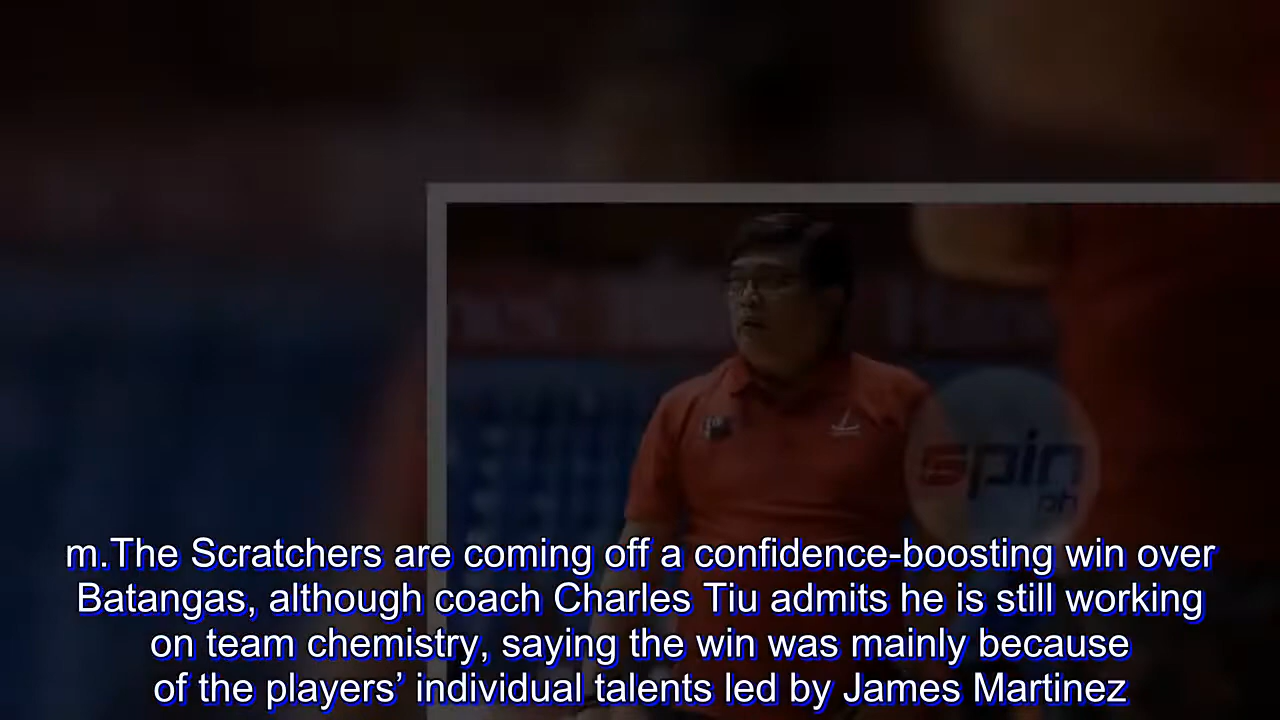 spin
ph
m.The Scratchers are coming off a confidence-boosting win over
Batangas, although coach Charles Tiu admits he is still working
on team chemistry, saying the win was mainly because
of the players’ individual talents led by James Martinez